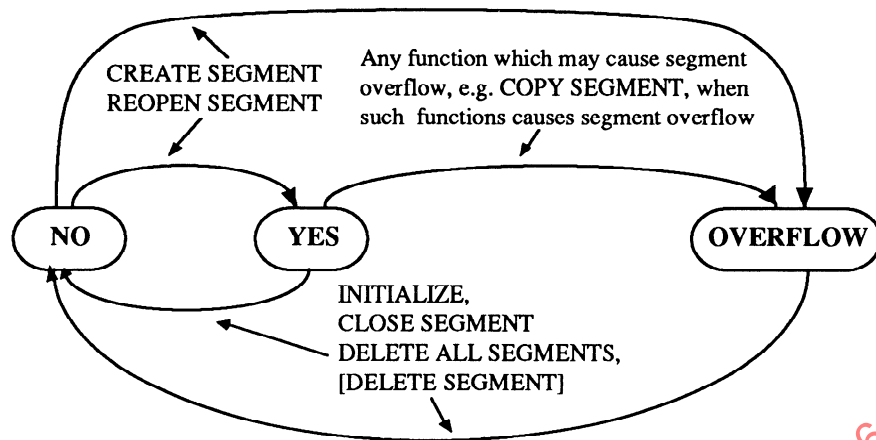 CREATE SEGMENT
REOPEN SEGMENT
Any function which may cause segment
overflow, e.g. COPY SEGMENT, when
such functions causes segment overflow
NO
YES
OVERFLOW
INITIALIZE,
CLOSE SEGMENT
DELETE ALL SEGMENTS,
[DELETE SEGMENT]